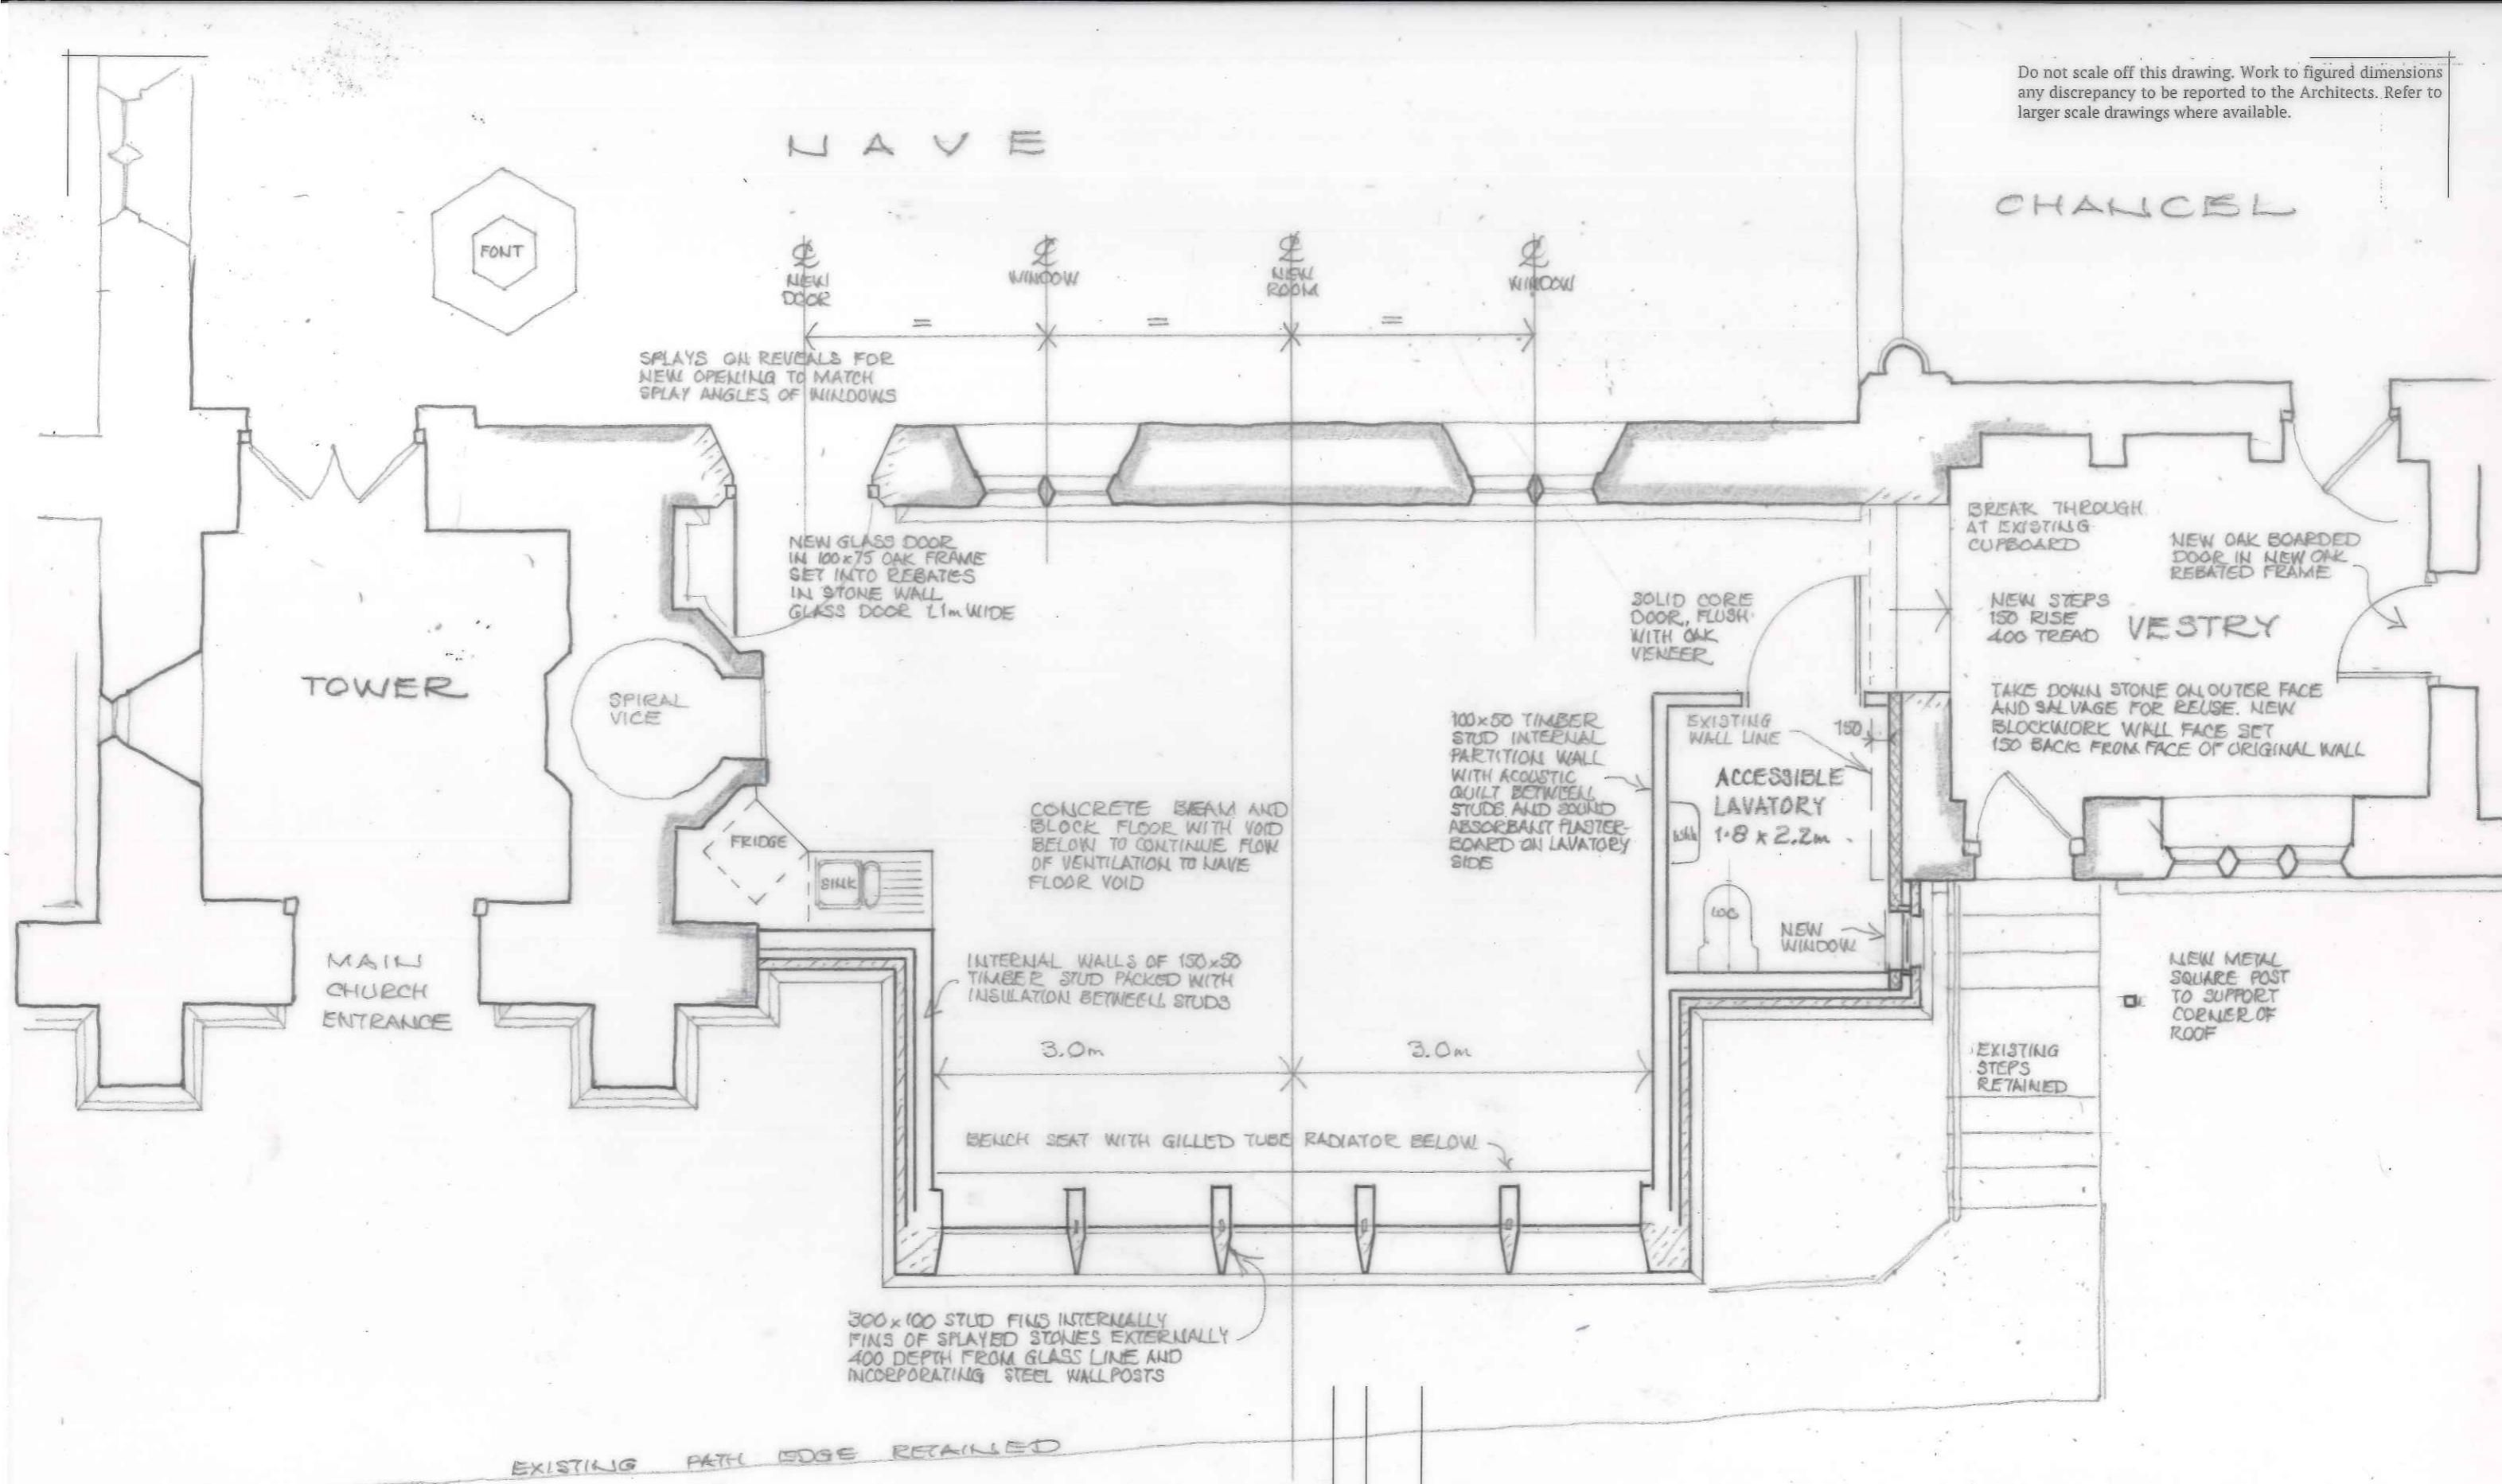 Do not scale off this drawing. Work to figured dimensions
any discrepancy to be reported to the Architects. Refer to
larger scale drawings where available.
NAVE
CHANCEL
FONT
℄
NEW
DOOR
℄
WINDOW
℄
NEW
ROOM
℄
WINDOW
=
=
=
SPLAYS ON REVEALS FOR
NEW OPENING TO MATCH
SPLAY ANGLES OF WINDOWS
NEW GLASS DOOR
IN 100x75 OAK FRAME
SET INTO REBATES
IN STONE WALL
GLASS DOOR 1.1m WIDE
BREAK THROUGH
AT EXISTING
CUPBOARD
NEW OAK BOARDED
DOOR IN NEW OAK
REBATED FRAME
SOLID CORE
DOOR, FLUSH
WITH OAK
VENEER
NEW STEPS
150 RISE
400 TREAD
VESTRY
TOWER
SPIRAL
VICE
TAKE DOWN STONE ON OUTER FACE
AND SALVAGE FOR REUSE. NEW
BLOCKWORK WALL FACE SET
150 BACK FROM FACE OF ORIGINAL WALL
100x50 TIMBER
STUD INTERNAL
PARTITION WALL
WITH ACOUSTIC
QUILT BETWEEN
STUDS AND SOUND
ABSORBANT PLASTER-
BOARD ON LAVATORY
SIDE
EXISTING
WALL LINE
150
ACCESSIBLE
LAVATORY
1.8 x 2.2m
CONCRETE BEAM AND
BLOCK FLOOR WITH VOID
BELOW TO CONTINUE FLOW
OF VENTILATION TO NAVE
FLOOR VOID
FRIDGE
SINK
NEW
WINDOW
MAIN
CHURCH
ENTRANCE
INTERNAL WALLS OF 150x50
TIMBER STUD PACKED WITH
INSULATION BETWEEN STUDS
NEW METAL
SQUARE POST
TO SUPPORT
CORNER OF
ROOF
3.0m
3.0m
EXISTING
STEPS
RETAINED
BENCH SEAT WITH GILLED TUBE RADIATOR BELOW
300x100 STUD FINS INTERNALLY
FINS OF SPLAYED STONES EXTERNALLY
400 DEPTH FROM GLASS LINE AND
INCORPORATING STEEL WALLPOSTS
EXISTING PATH EDGE RETAINED